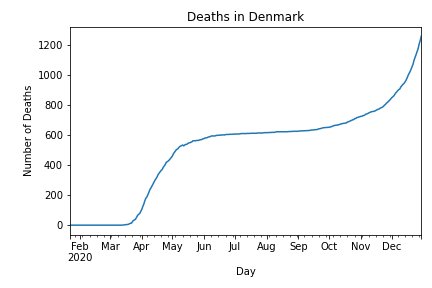 Deaths in Denmark
Number of Deaths
1200
1000
800
600
400
200
0
Feb Mar Apr May Jun Jul Aug Sep Oct Nov Dec
2020
Day